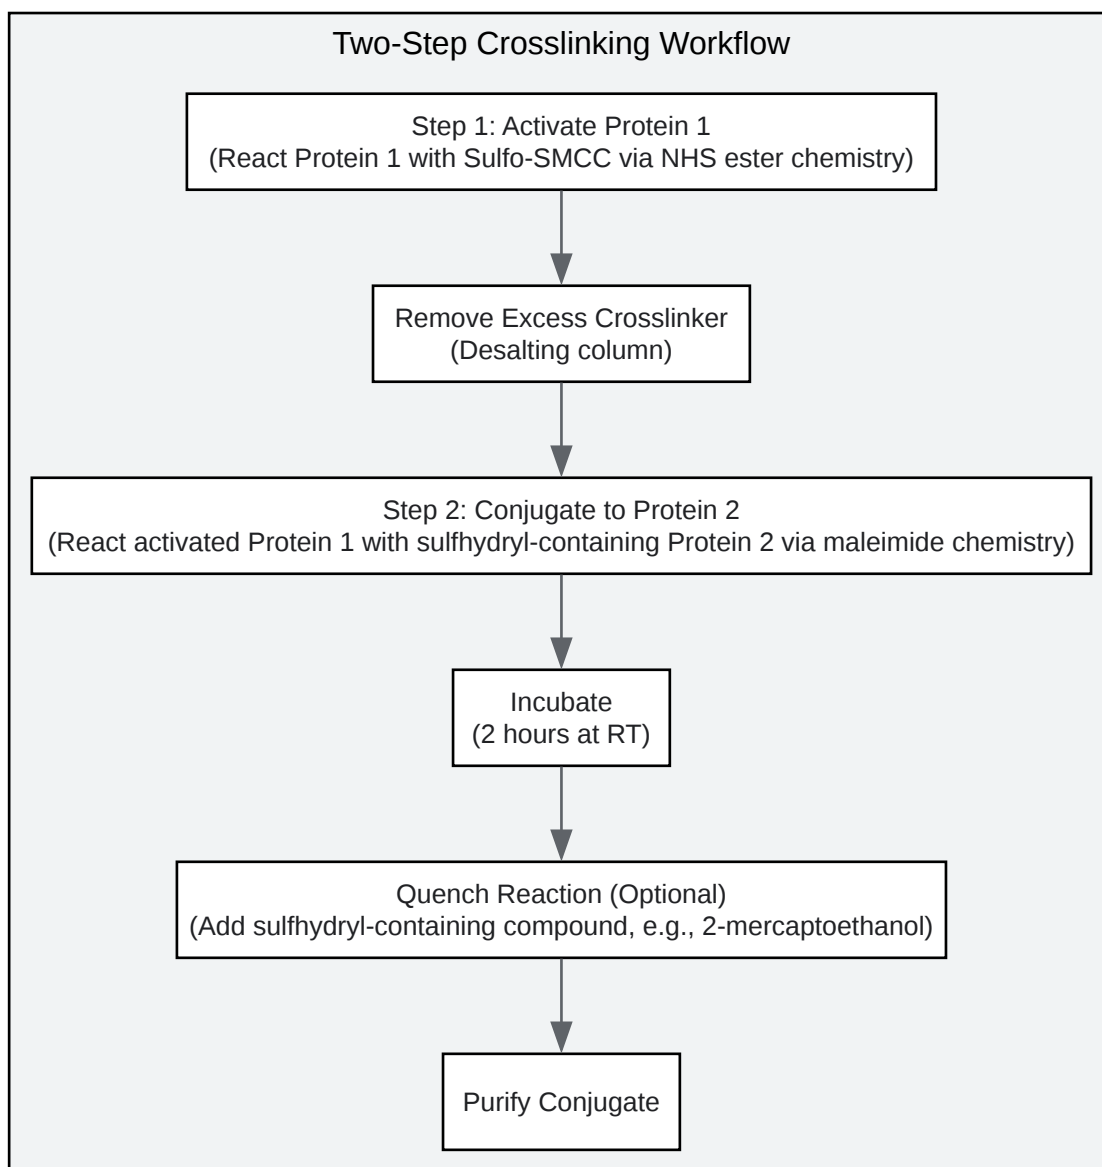 Two-Step Crosslinking Workflow
Step 1: Activate Protein 1
(React Protein 1 with Sulfo-SMCC via NHS ester chemistry)
Remove Excess Crosslinker
(Desalting column)
Step 2: Conjugate to Protein 2
(React activated Protein 1 with sulfhydryl-containing Protein 2 via maleimide chemistry)
Incubate
(2 hours at RT)
Quench Reaction (Optional)
(Add sulfhydryl-containing compound, e.g., 2-mercaptoethanol)
Purify Conjugate